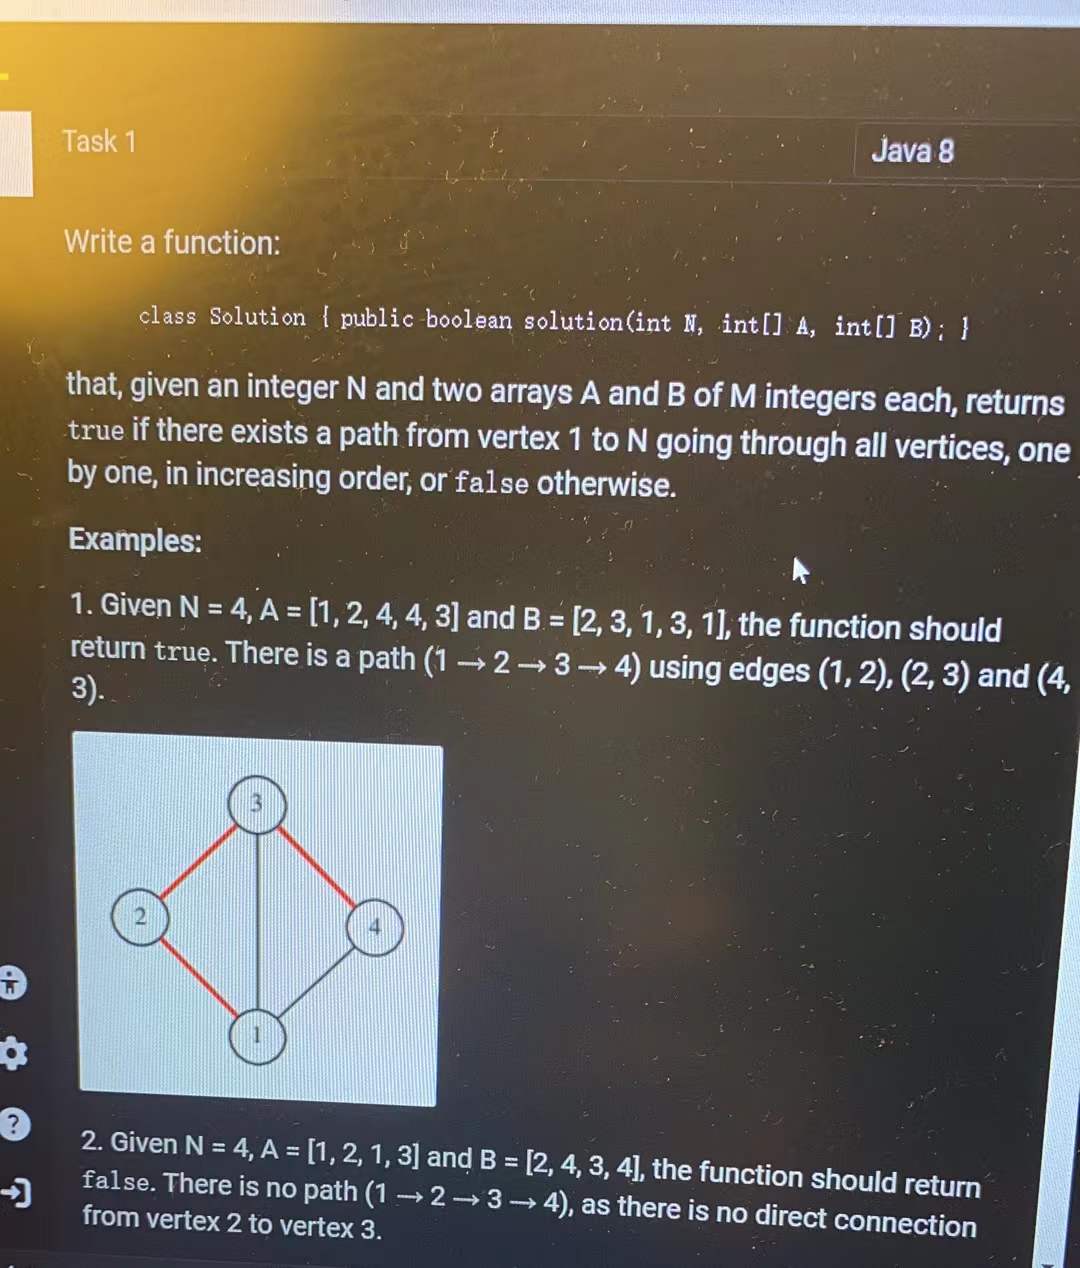 Task 1
Java 8
Write a function:
class Solution { public boolean solution(int N, int[] A, int[] B); }
that, given an integer N and two arrays A and B of M integers each, returns
true if there exists a path from vertex 1 to N going through all vertices, one
by one, in increasing order, or false otherwise.
Examples:
1. Given N = 4, A = [1, 2, 4, 4, 3] and B = [2, 3, 1, 3, 1], the function should
return true. There is a path (1 → 2 → 3 → 4) using edges (1, 2), (2, 3) and (4,
3).
3
2
4
1
2. Given N = 4, A = [1, 2, 1, 3] and B = [2, 4, 3, 4], the function should return
false. There is no path (1 → 2 → 3 → 4), as there is no direct connection
from vertex 2 to vertex 3.
?